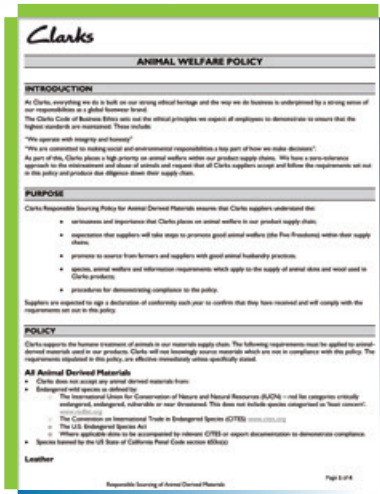 Clarks
ANIMAL WELFARE POLICY
INTRODUCTION
At Clarks, everything we do is built on our strong ethical heritage and the way we do business is underpinned by a strong sense of
our responsibilities as a global footwear brand.
The Clarks Code of Business Ethics sets out the ethical principles we expect all employees to demonstrate to ensure that the
highest standards are maintained. These include:
"We operate with integrity and honesty"
"We are committed to making social and environmental responsibilities a key part of how we make decisions".
As part of this, Clarks places a high priority on animal welfare within our product supply chains. We have a zero-tolerance
approach to the mistreatment and abuse of animals and request that all Clarks suppliers accept and follow the requirements set out
in this policy and produce due diligence down their supply chain.
PURPOSE
Clarks Responsible Sourcing Policy for Animal Derived Materials ensures that Clarks suppliers understand the:
• seriousness and importance that Clarks places on animal welfare in our product supply chain;
• expectation that suppliers will take steps to promote good animal welfare (the Five Freedoms) within their supply
chains;
• promote to source from farmers and suppliers with good animal husbandry practices.
• species, animal welfare and information requirements which apply to the supply of animal skins and wool used in
Clarks products;
• procedures for demonstrating compliance to the policy.
Suppliers are expected to sign a declaration of conformity each year to confirm that they have received and will comply with the
requirements set out in this policy.
POLICY
Clarks supports the humane treatment of animals in our materials supply chain. The following requirements must be applied to animal-
derived materials used in our products. Clarks will not knowingly source materials which are not in compliance with this policy. The
requirements stipulated in this policy, are effective immediately unless specifically stated.
All Animal Derived Materials
• Clarks does not accept any animal derived materials from:
• Endangered wild species as defined by:
○ The International Union for Conservation of Nature and Natural Resources (IUCN) – red list categories critically
endangered, endangered, vulnerable or near threatened. This does not include species categorised as 'least concern'.
www.redlist.org
○ The Convention on International Trade in Endangered Species (CITES) www.cites.org
○ The U.S. Endangered Species Act
○ Where applicable skins to be accompanied by relevant CITES or export documentation to demonstrate compliance.
• Species banned by the US State of California Penal Code section 653o(a)
Leather
Page 1 of 6
Responsible Sourcing of Animal Derived Materials